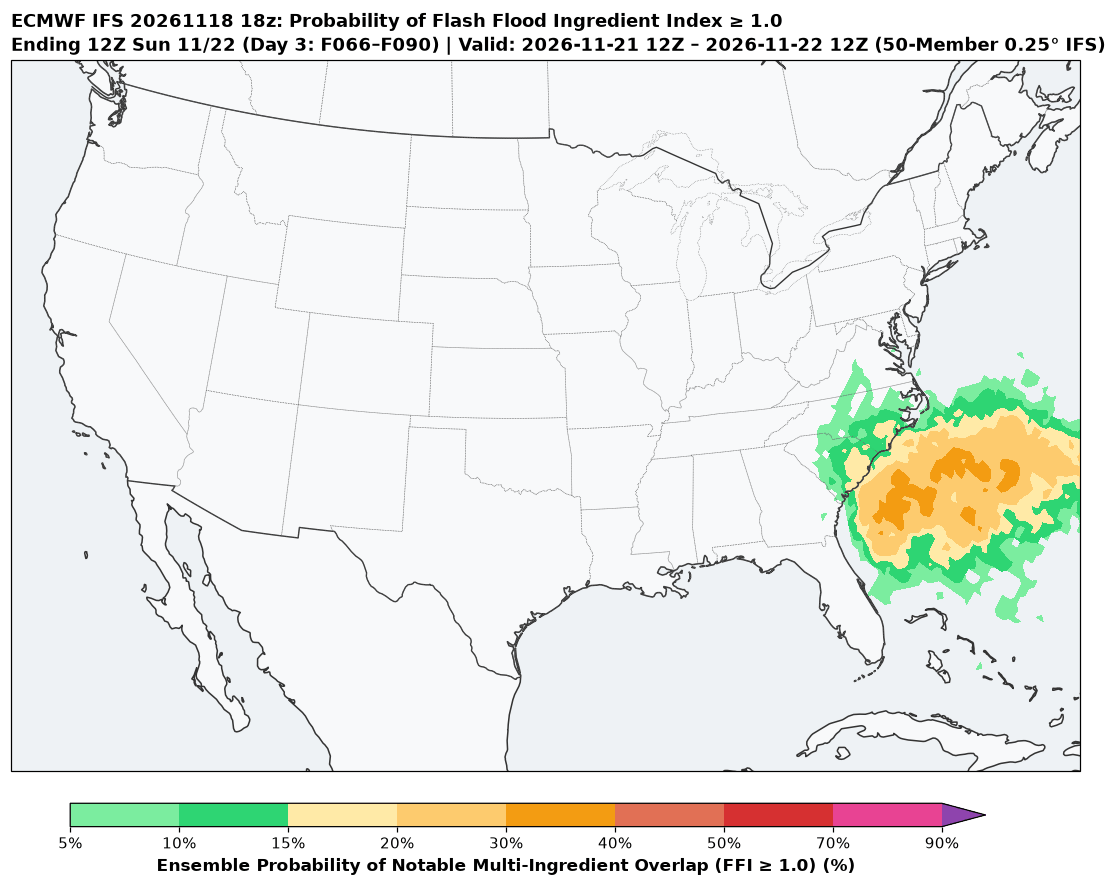 ECMWF IFS 20261118 18z: Probability of Flash Flood Ingredient Index ≥ 1.0
Ending 12Z Sun 11/22 (Day 3: F066–F090) | Valid: 2026-11-21 12Z – 2026-11-22 12Z (50-Member 0.25° IFS)
5% 10% 15% 20% 30% 40% 50% 70% 90%
Ensemble Probability of Notable Multi-Ingredient Overlap (FFI ≥ 1.0) (%)